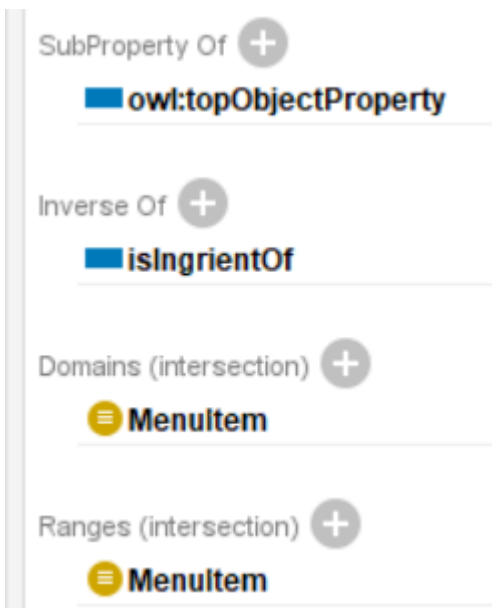 SubProperty Of
owl:topObjectProperty
Inverse Of
isIngrientOf
Domains (intersection)
MenuItem
Ranges (intersection)
MenuItem